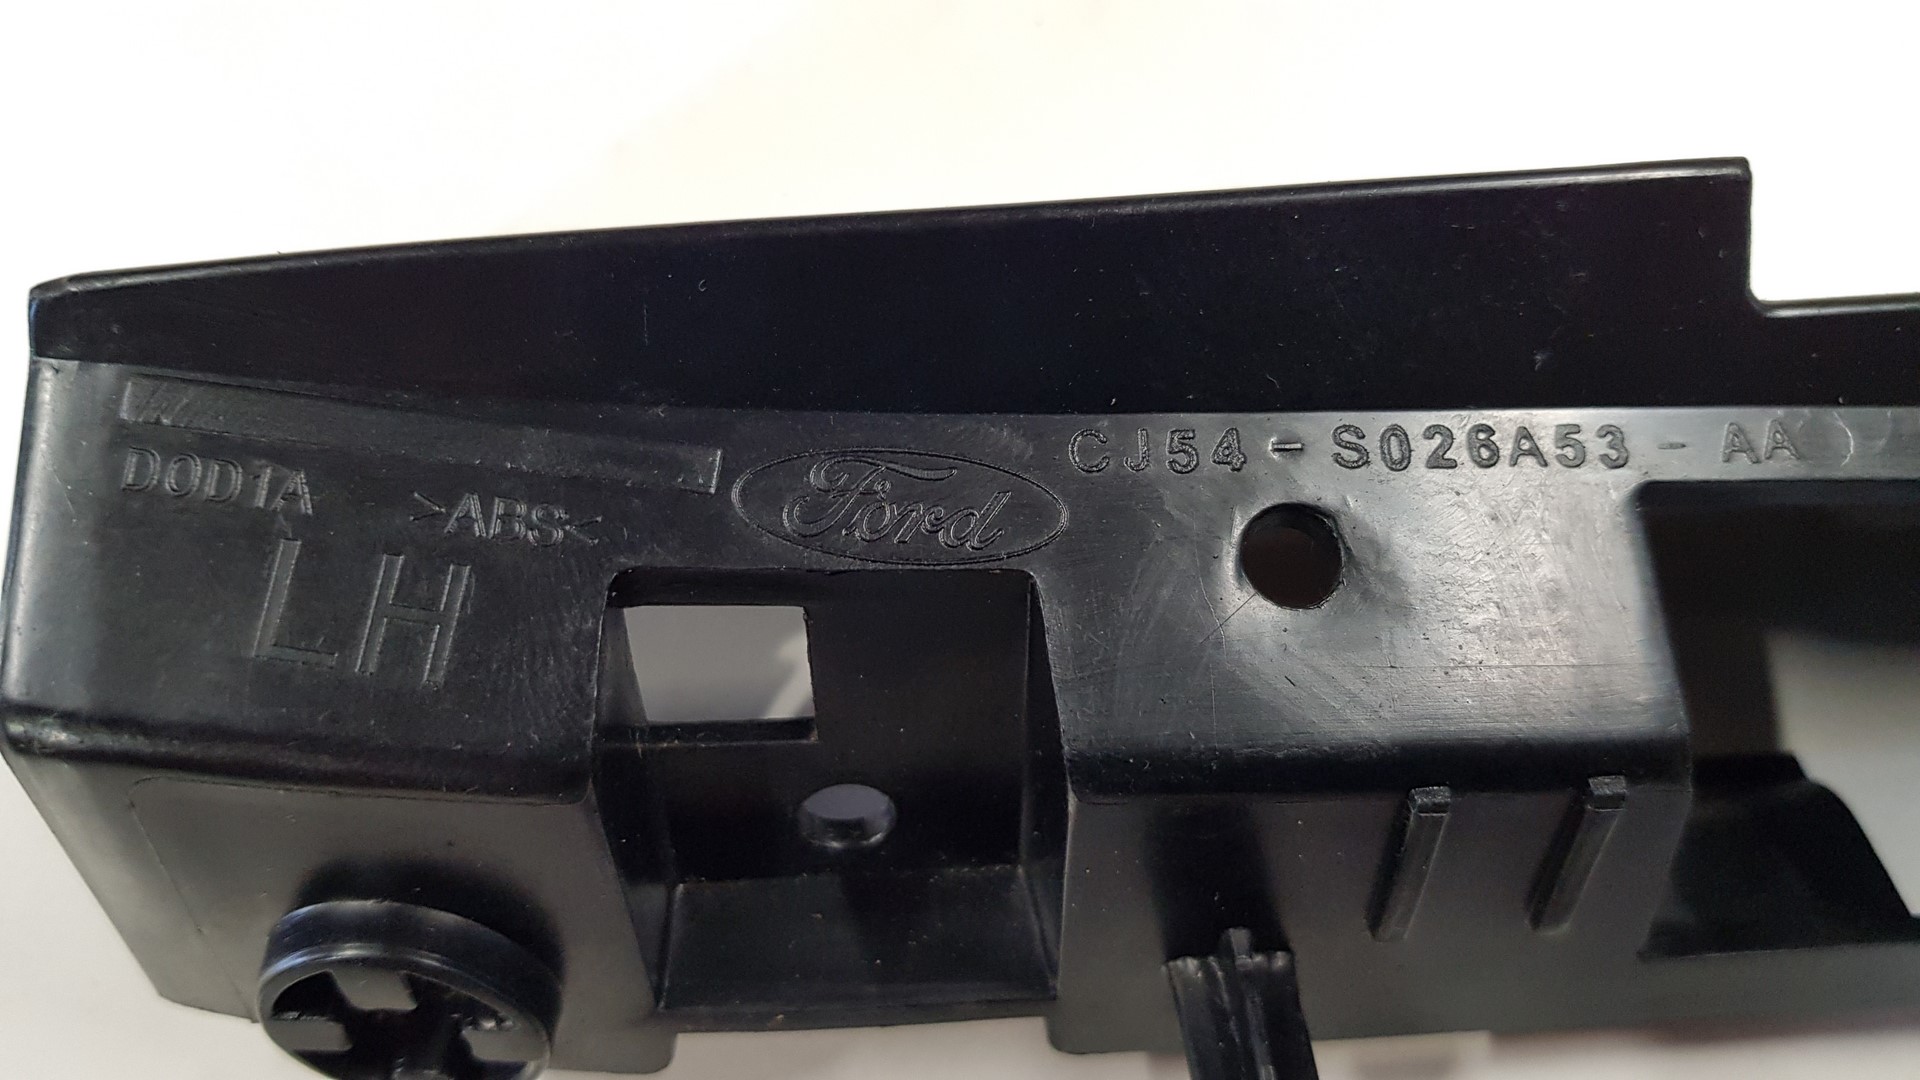 CJ54 - S026A53 - AA
Ford
DOD1A
>ABS<
LH